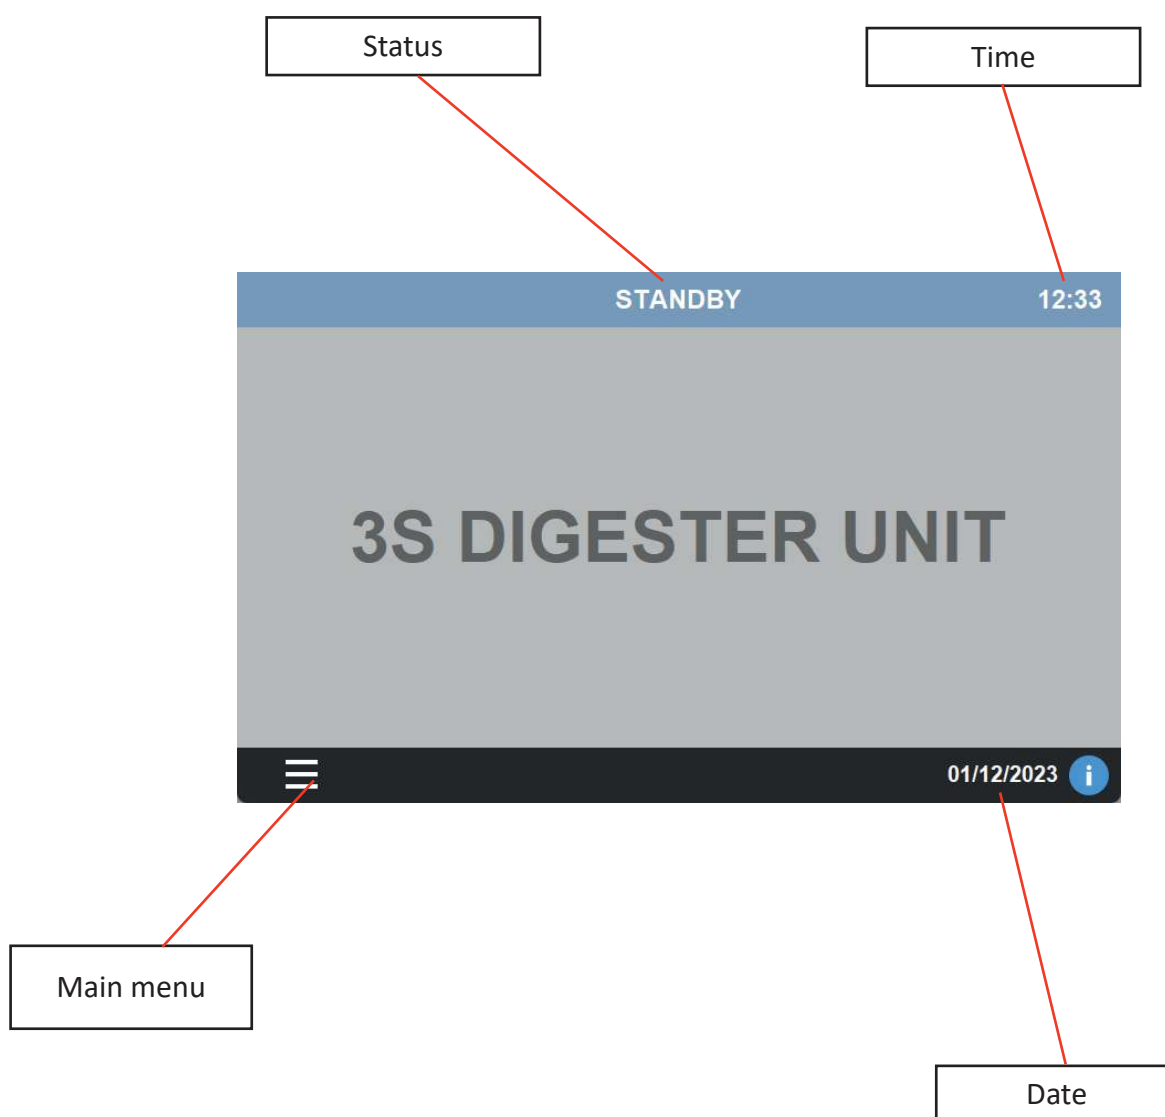 Status
Time
STANDBY
12:33
3S DIGESTER UNIT
01/12/2023
i
Main menu
Date